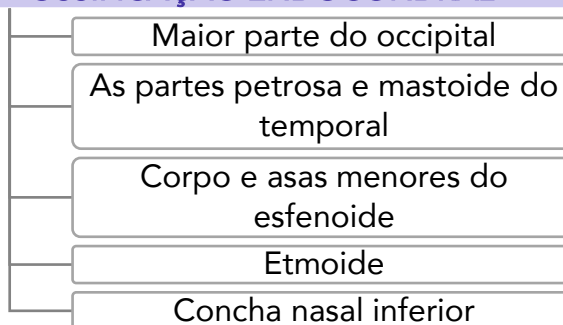 Maior parte do occipital
As partes petrosa e mastoide do
temporal
Corpo e asas menores do
esfenoide
Etmoide
Concha nasal inferior